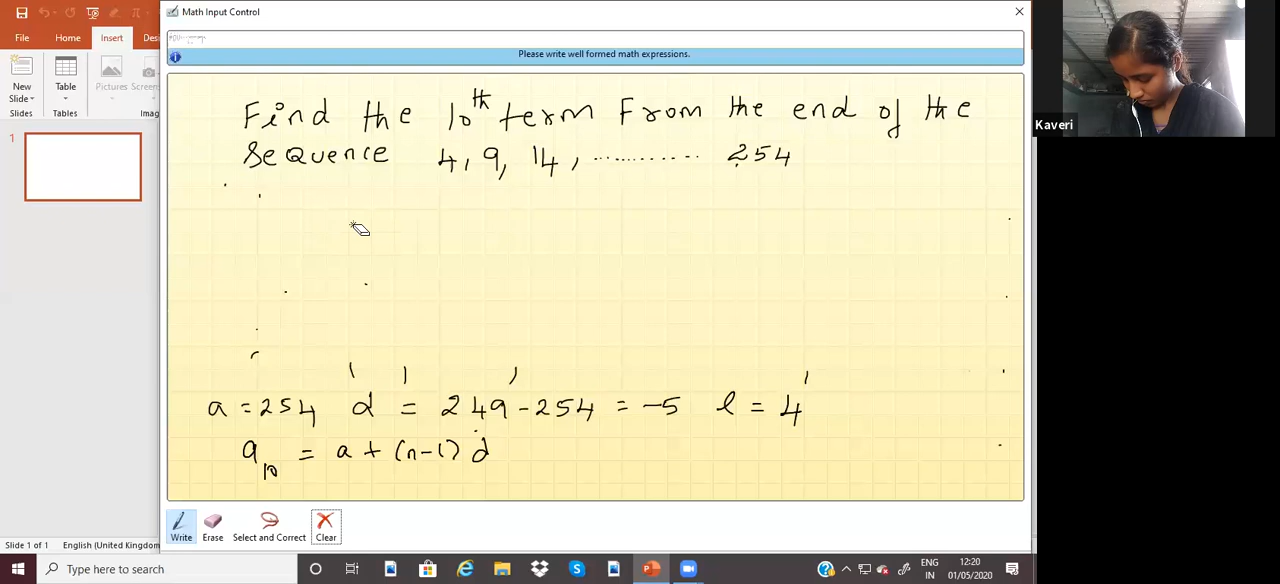 Math Input Control
Please write well formed math expressions.
File Home Insert
New Slide
Table
Pictures
Slides Tables Imag
1
Find the 10th term From the end of the
Sequence 4, 9, 14, ............ 254
a = 254 d = 249 - 254 = -5 l = 4
a10 = a + (n-1) d
Write Erase Select and Correct Clear
Kaveri
Slide 1 of 1 English (United Kingdom
Type here to search
ENG
IN
12:20
01/05/2020